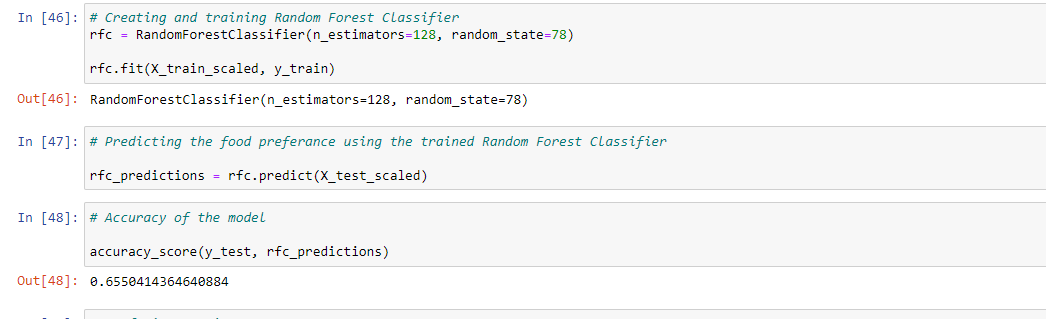 In [46]: # Creating and training Random Forest Classifier
rfc = RandomForestClassifier(n_estimators=128, random_state=78)
rfc.fit(X_train_scaled, y_train)
Out[46]: RandomForestClassifier(n_estimators=128, random_state=78)
In [47]: # Predicting the food preferance using the trained Random Forest Classifier
rfc_predictions = rfc.predict(X_test_scaled)
In [48]: # Accuracy of the model
accuracy_score(y_test, rfc_predictions)
Out[48]: 0.6550414364640884